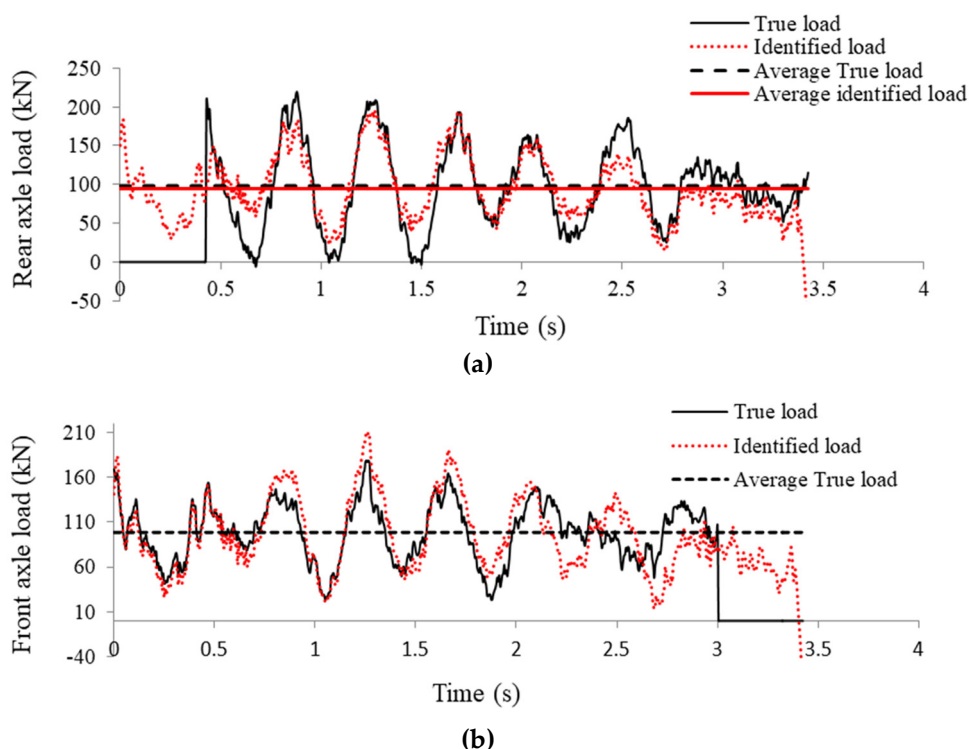 True load
Identified load
Average True load
Average identified load
Rear axle load (kN)
250
200
150
100
50
0
-50
0
0.5
1
1.5
2
2.5
3
3.5
4
Time (s)
(a)
True load
Identified load
Average True load
Front axle load (kN)
210
160
110
60
10
-40
0
0.5
1
1.5
2
2.5
3
3.5
4
Time (s)
(b)